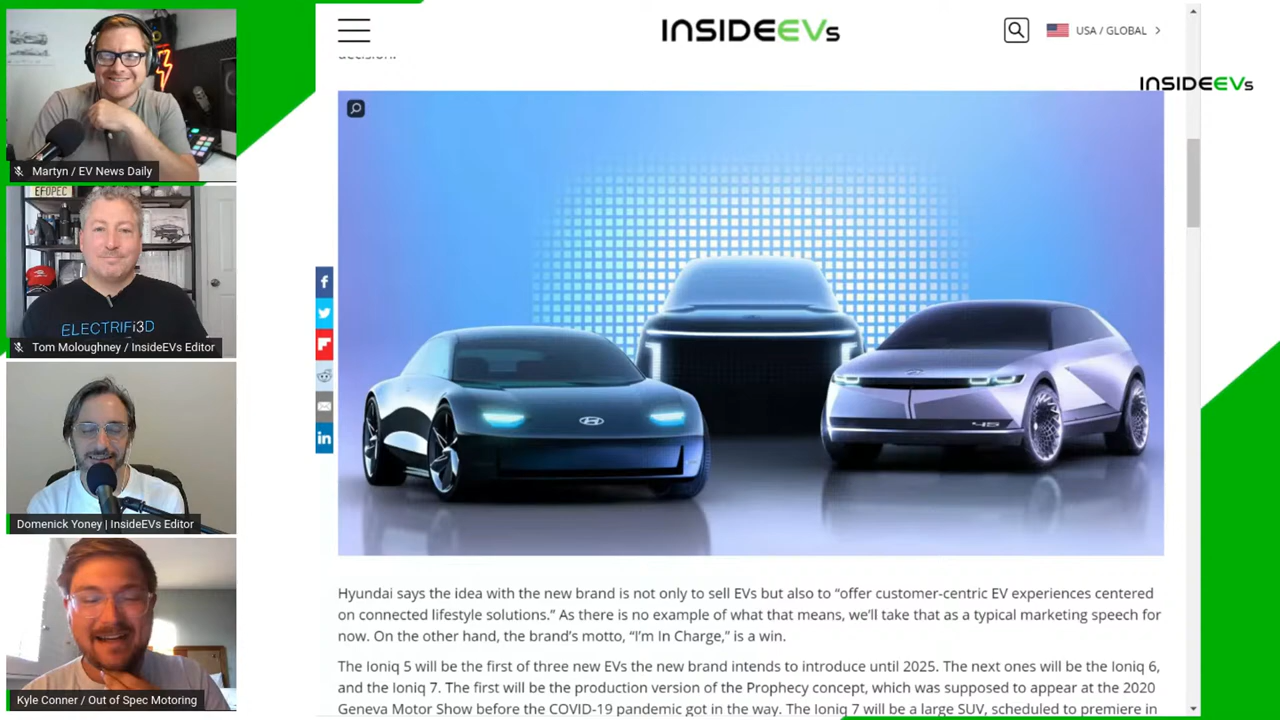 INSIDEEVs
USA / GLOBAL
INSIDEEVs
decision.
Martyn / EV News Daily
EFOPEC
ELECTRIFI3D
Tom Moloughney / InsideEVs Editor
Domenick Yoney | InsideEVs Editor
Kyle Conner / Out of Spec Motoring
45
Hyundai says the idea with the new brand is not only to sell EVs but also to “offer customer-centric EV experiences centered
on connected lifestyle solutions.” As there is no example of what that means, we’ll take that as a typical marketing speech for
now. On the other hand, the brand’s motto, “I’m In Charge,” is a win.
The Ioniq 5 will be the first of three new EVs the new brand intends to introduce until 2025. The next ones will be the Ioniq 6,
and the Ioniq 7. The first will be the production version of the Prophecy concept, which was supposed to appear at the 2020
Geneva Motor Show before the COVID-19 pandemic got in the way. The Ioniq 7 will be a large SUV, scheduled to premiere in